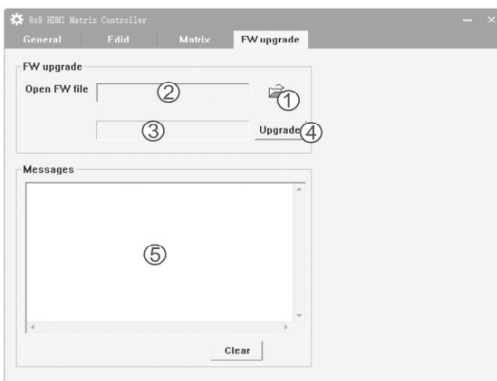 8x8 HDMI Matrix Controller
General Edid Matrix FW upgrade
FW upgrade
Open FW file ② ①
③ Upgrade ④
Messages
⑤
Clear